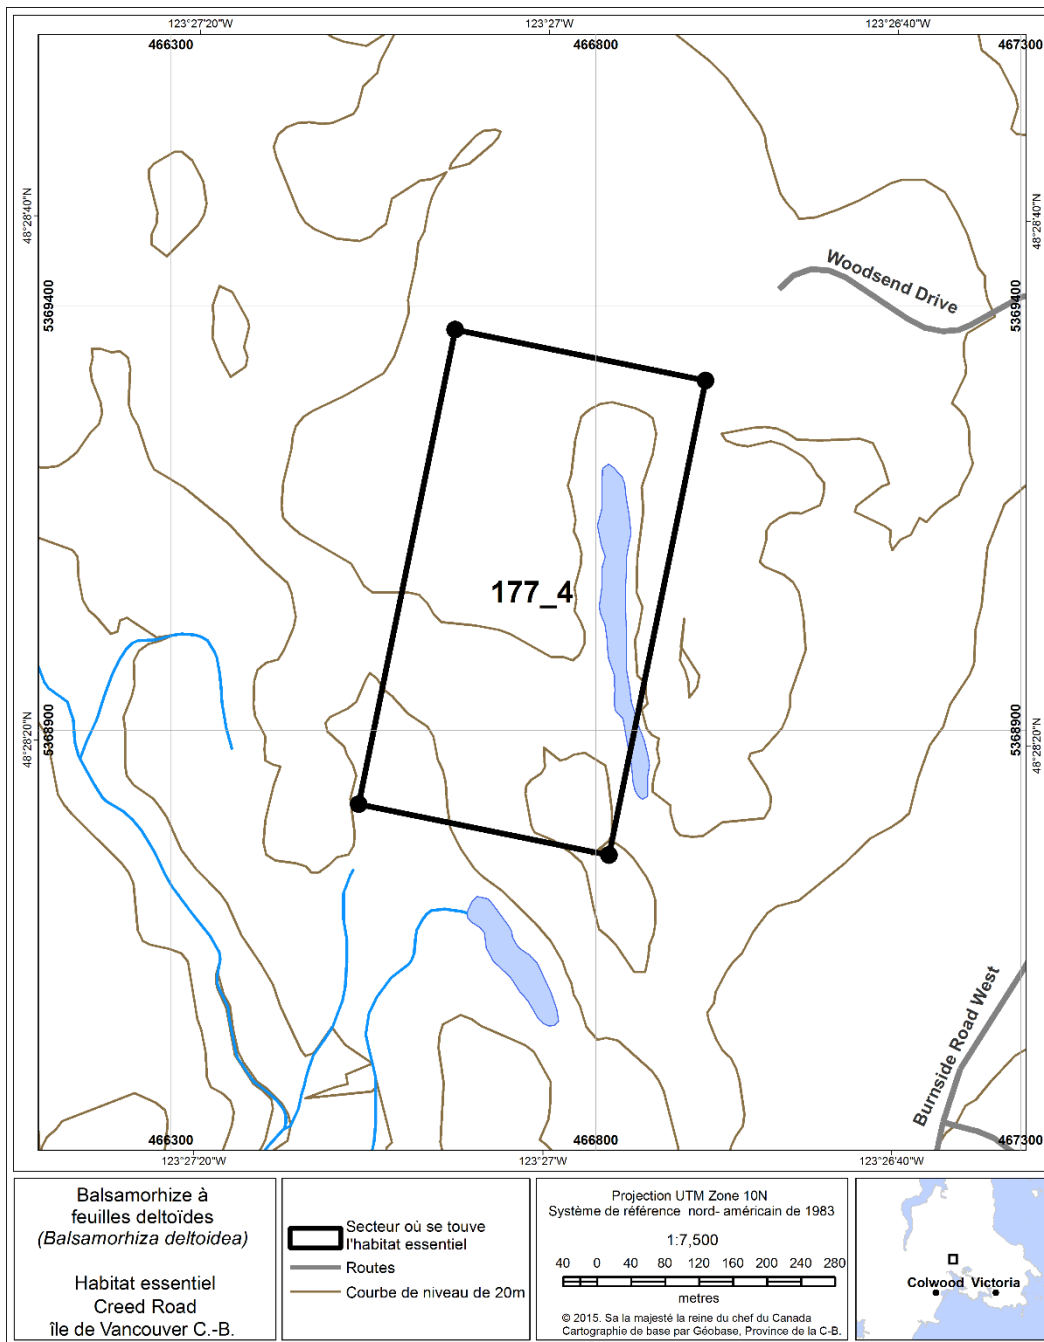 123°27'20"W 123°27'W 123°26'40"W
466300 466800 467300
48°28'40"N 48°28'40"N
Woodsend Drive
5369400 5369400
177_4
48°28'20"N 5368900 5368900 48°28'20"N
Burnside Road West
466300 466800 467300
123°27'20"W 123°27'W 123°26'40"W
Balsamorhize à
feuilles deltoïdes
(Balsamorhiza deltoidea)
Habitat essentiel
Creed Road
île de Vancouver C.-B.
Secteur où se touve
l'habitat essentiel
Routes
Courbe de niveau de 20m
Projection UTM Zone 10N
Système de référence nord- américain de 1983
1:7,500
40 0 40 80 120 160 200 240 280
metres
© 2015. Sa la majesté la reine du chef du Canada
Cartographie de base par Géobase, Province de la C-B.
Colwood Victoria